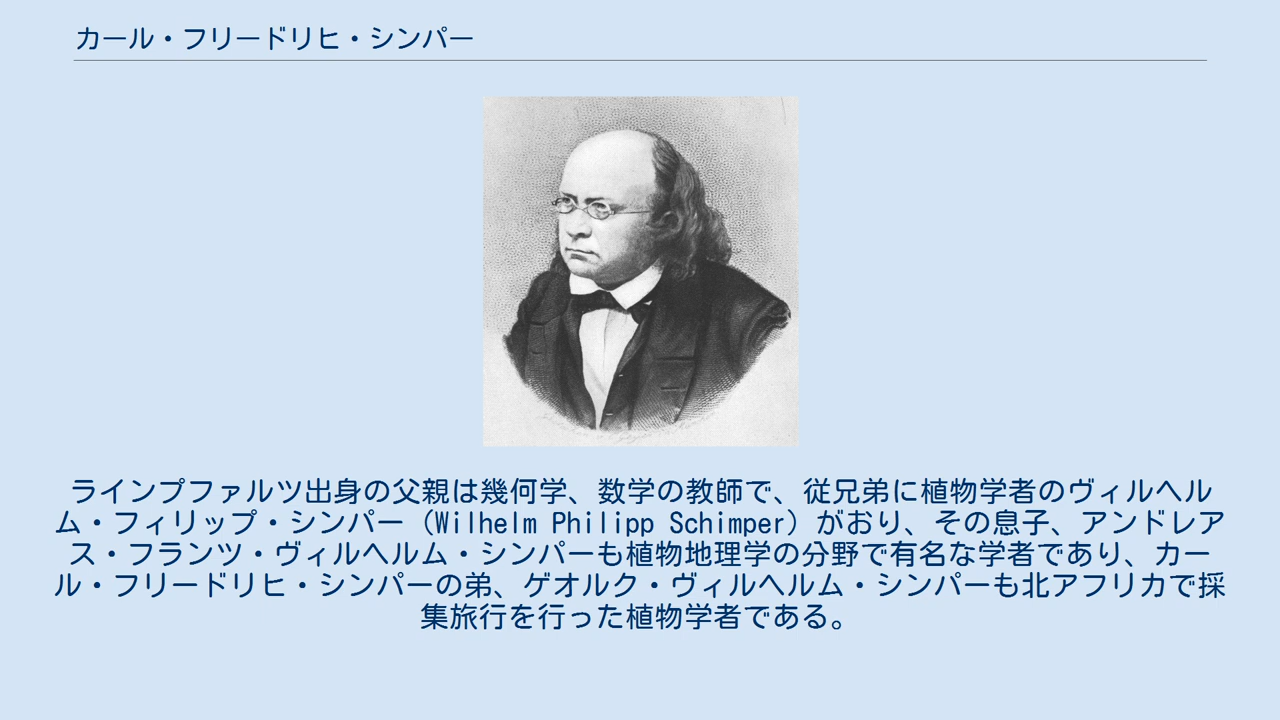 カール・フリードリヒ・シンパー
ラインプファルツ出身の父親は幾何学、数学の教師で、従兄弟に植物学者のヴィルヘル
ム・フィリップ・シンパー（Wilhelm Philipp Schimper）がおり、その息子、アンドレア
ス・フランツ・ヴィルヘルム・シンパーも植物地理学の分野で有名な学者であり、カー
ル・フリードリヒ・シンパーの弟、ゲオルク・ヴィルヘルム・シンパーも北アフリカで採
集旅行を行った植物学者である。